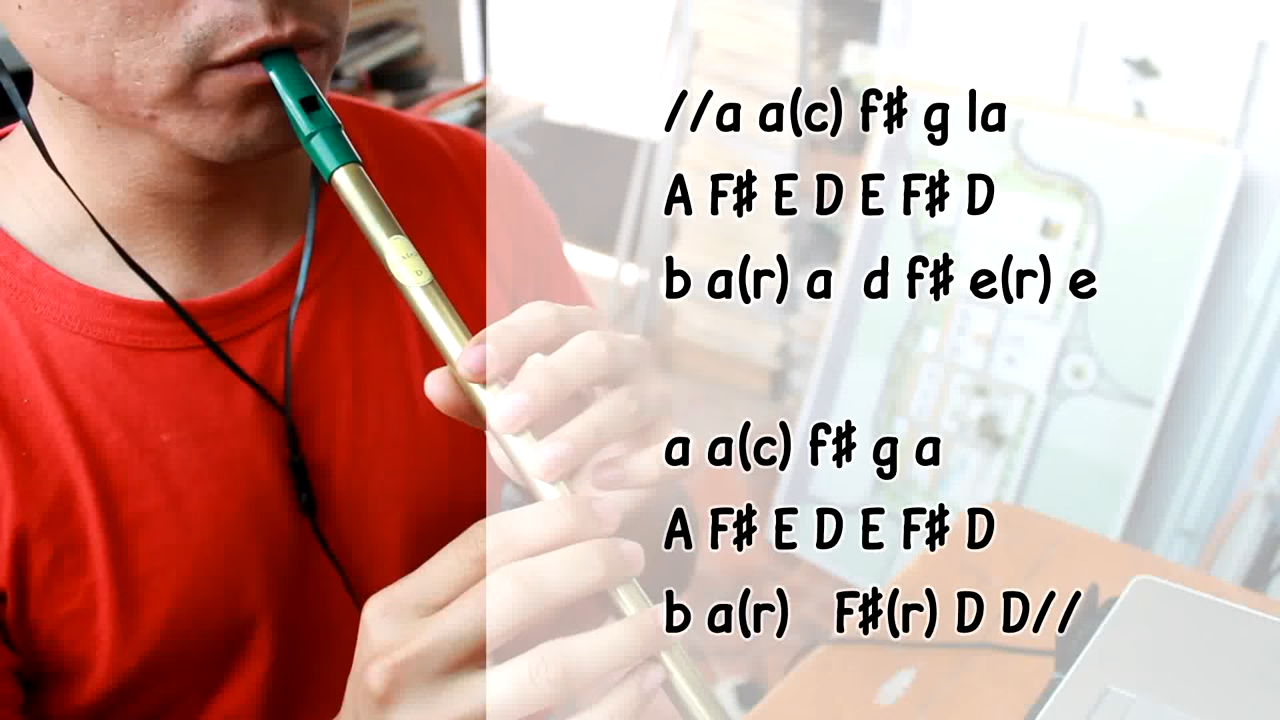 //a a(c) f# g la
A F# E D E F# D
b a(r) a d f# e(r) e
a a(c) f# g a
A F# E D E F# D
b a(r) F#(r) D D//